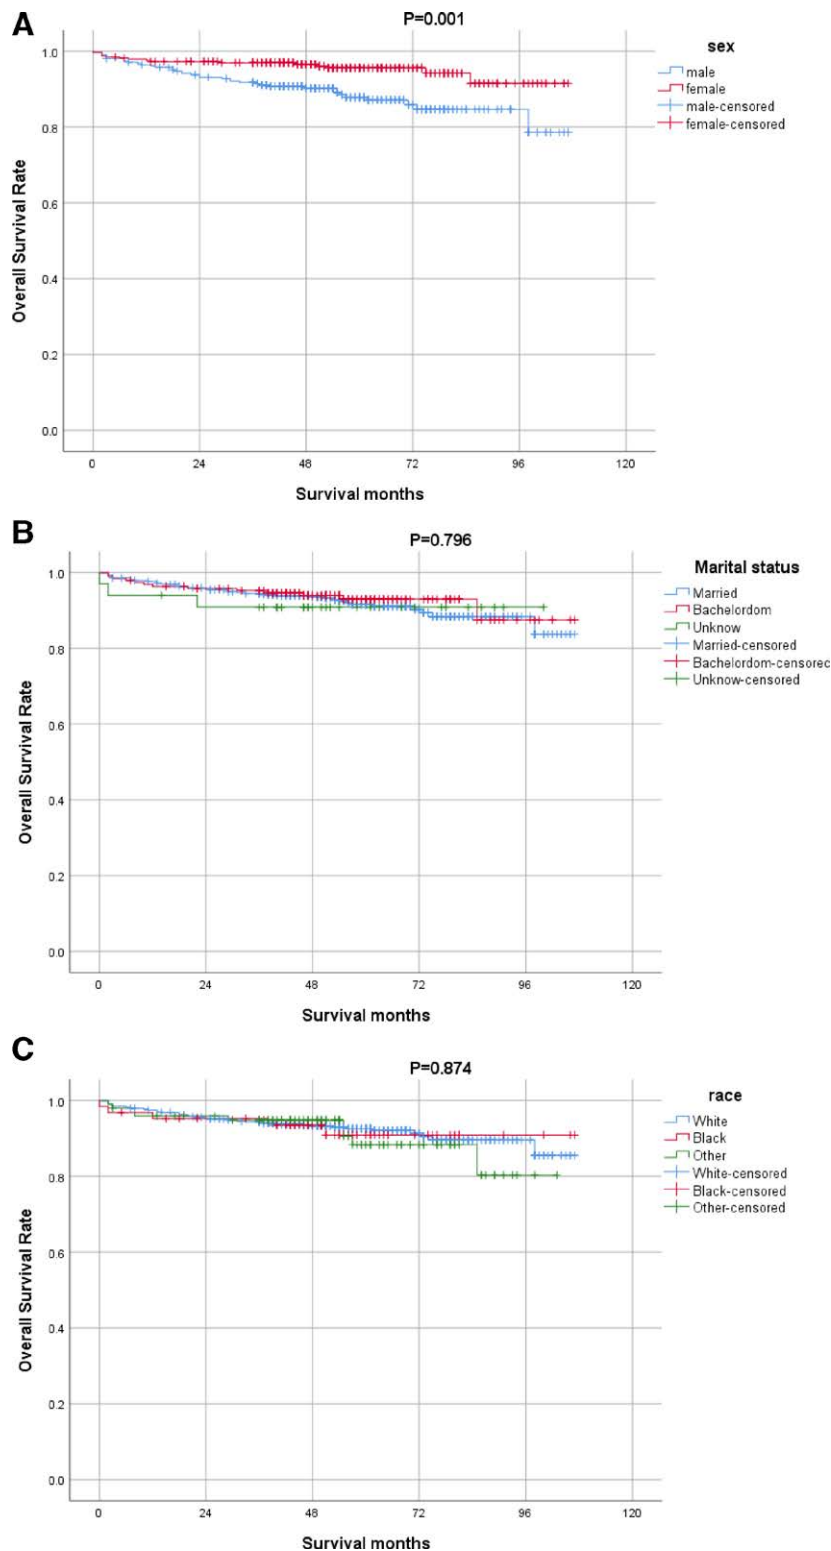 A
P=0.001
sex
male
female
male-censored
female-censored
Overall Survival Rate
1.0
0.8
0.6
0.4
0.2
0.0
0 24 48 72 96 120
Survival months
B
P=0.796
Marital status
Married
Bachelordom
Unknow
Married-censored
Bachelordom-censored
Unknow-censored
Overall Survival Rate
1.0
0.8
0.6
0.4
0.2
0.0
0 24 48 72 96 120
Survival months
C
P=0.874
race
White
Black
Other
White-censored
Black-censored
Other-censored
Overall Survival Rate
1.0
0.8
0.6
0.4
0.2
0.0
0 24 48 72 96 120
Survival months